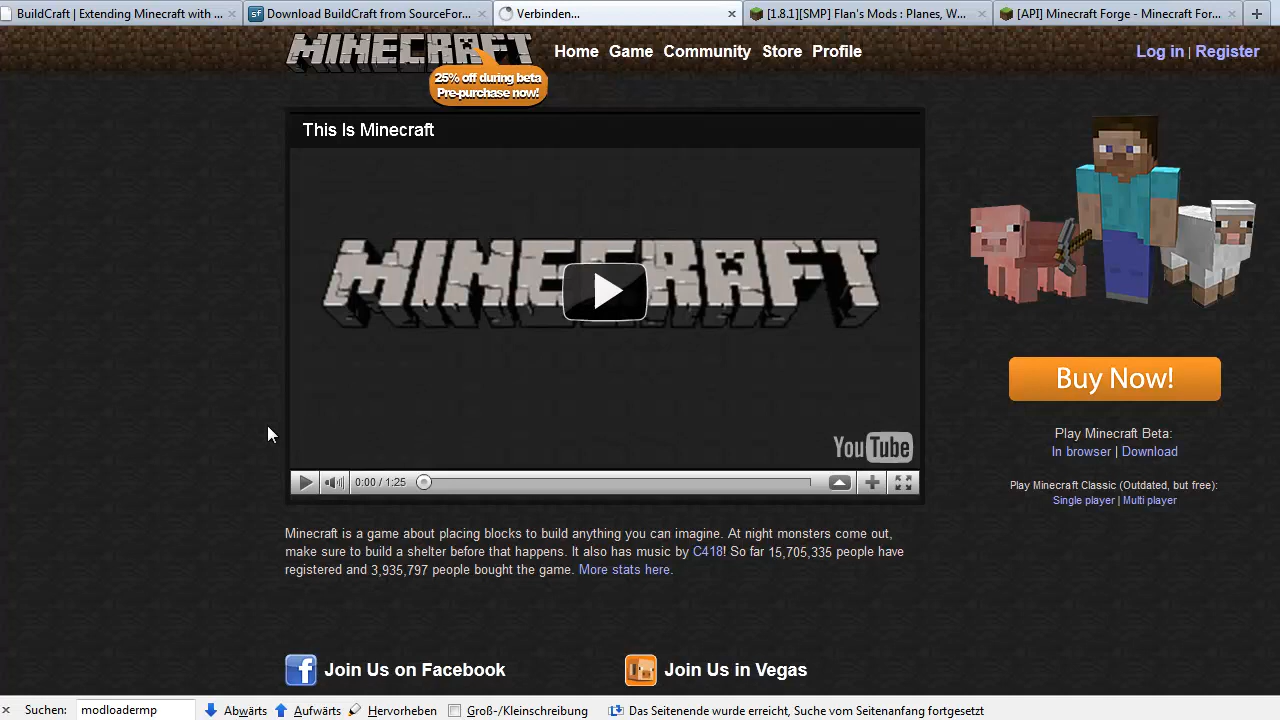 BuildCraft | Extending Minecraft with ...
Download BuildCraft from SourceFor...
Verbinden...
[1.8.1][SMP] Flan's Mods : Planes, W...
[API] Minecraft Forge - Minecraft For...
MINECRAFT
25% off during beta
Pre-purchase now!
Home Game Community Store Profile
Log in | Register
This Is Minecraft
MINECRAFT
YouTube
0:00 / 1:25
Buy Now!
Play Minecraft Beta:
In browser | Download
Play Minecraft Classic (Outdated, but free):
Single player | Multi player
Minecraft is a game about placing blocks to build anything you can imagine. At night monsters come out,
make sure to build a shelter before that happens. It also has music by C418! So far 15,705,335 people have
registered and 3,935,797 people bought the game. More stats here.
Join Us on Facebook
Join Us in Vegas
Suchen: modloadermp Abwärts Aufwärts Hervorheben Groß-/Kleinschreibung Das Seitenende wurde erreicht, Suche vom Seitenanfang fortgesetzt